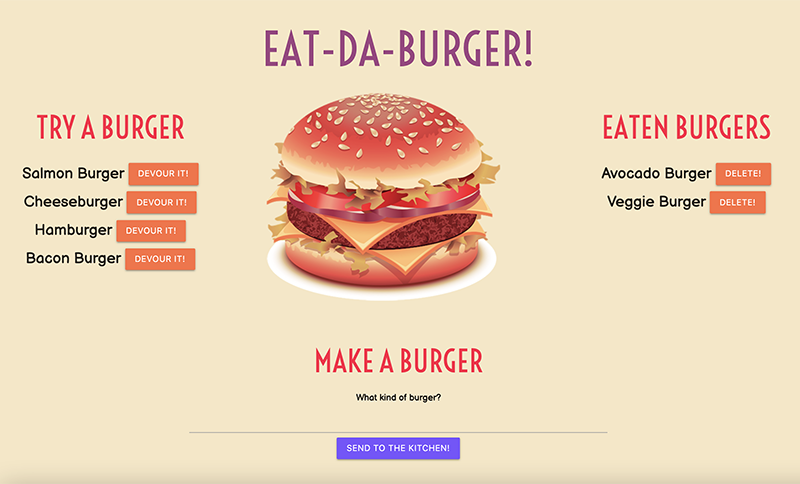 EAT-DA-BURGER!
TRY A BURGER
Salmon Burger DEVOUR IT!
Cheeseburger DEVOUR IT!
Hamburger DEVOUR IT!
Bacon Burger DEVOUR IT!
EATEN BURGERS
Avocado Burger DELETE!
Veggie Burger DELETE!
MAKE A BURGER
What kind of burger?
SEND TO THE KITCHEN!